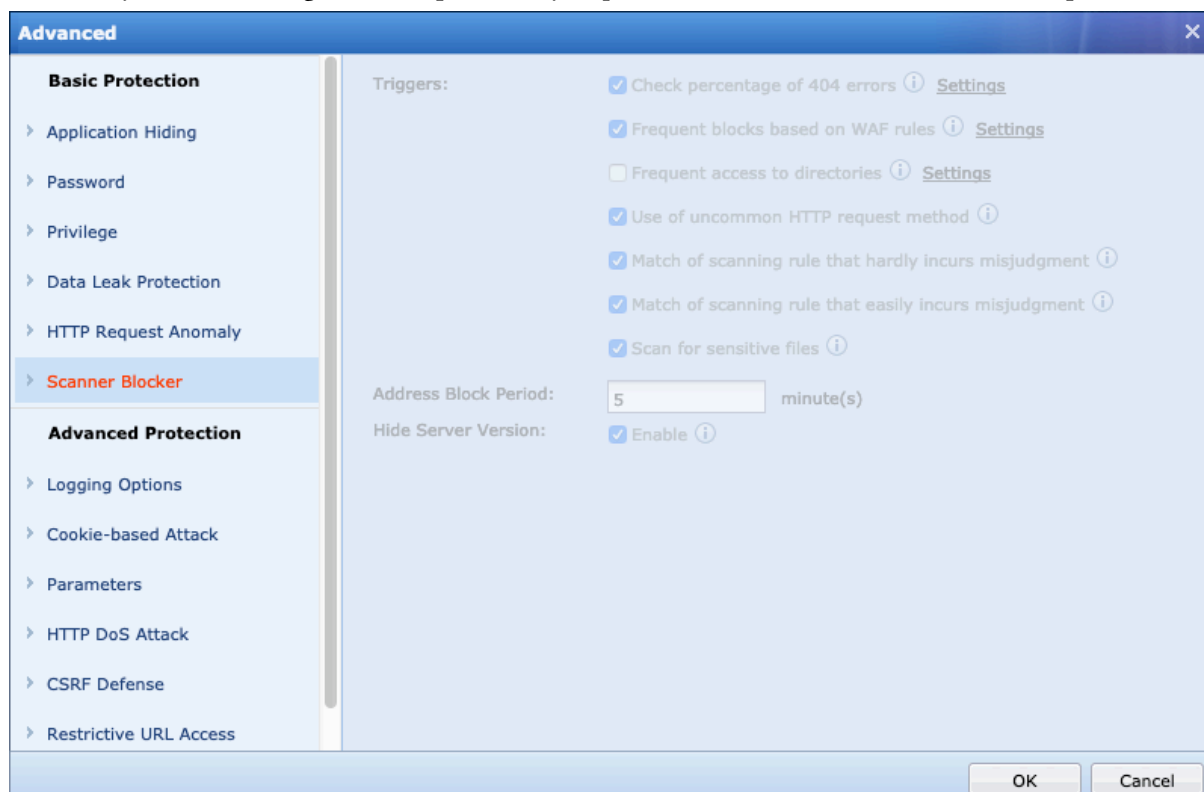 Advanced
Basic Protection
Application Hiding
Password
Privilege
Data Leak Protection
HTTP Request Anomaly
Scanner Blocker
Advanced Protection
Logging Options
Cookie-based Attack
Parameters
HTTP DoS Attack
CSRF Defense
Restrictive URL Access
Triggers:
Check percentage of 404 errors Settings
Frequent blocks based on WAF rules Settings
Frequent access to directories Settings
Use of uncommon HTTP request method
Match of scanning rule that hardly incurs misjudgment
Match of scanning rule that easily incurs misjudgment
Scan for sensitive files
Address Block Period: 5 minute(s)
Hide Server Version: Enable
OK Cancel